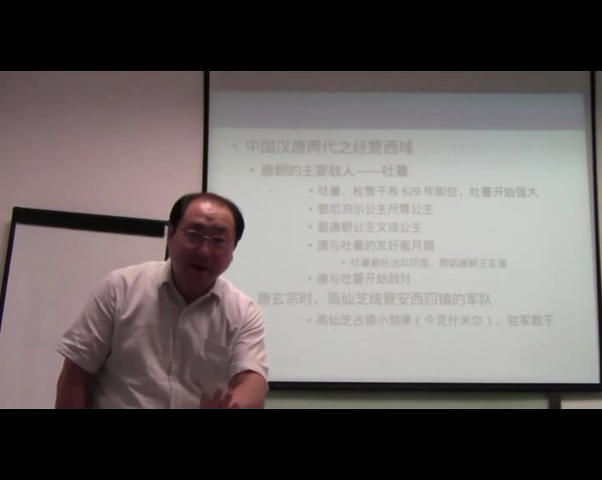 中国汉唐两代之经营西域
唐朝的主要敌人——吐蕃
吐蕃，松赞干布 629 年即位，吐蕃开始强大
娶尼泊尔公主尺尊公主
娶唐朝公主文成公主
唐与吐蕃的友好蜜月期
吐蕃曾经出兵印度，帮助唐朝王玄策
唐与吐蕃开始敌对
唐玄宗时，高仙芝统管安西四镇的军队
高仙芝占领小勃津（今克什米尔），驻军数千